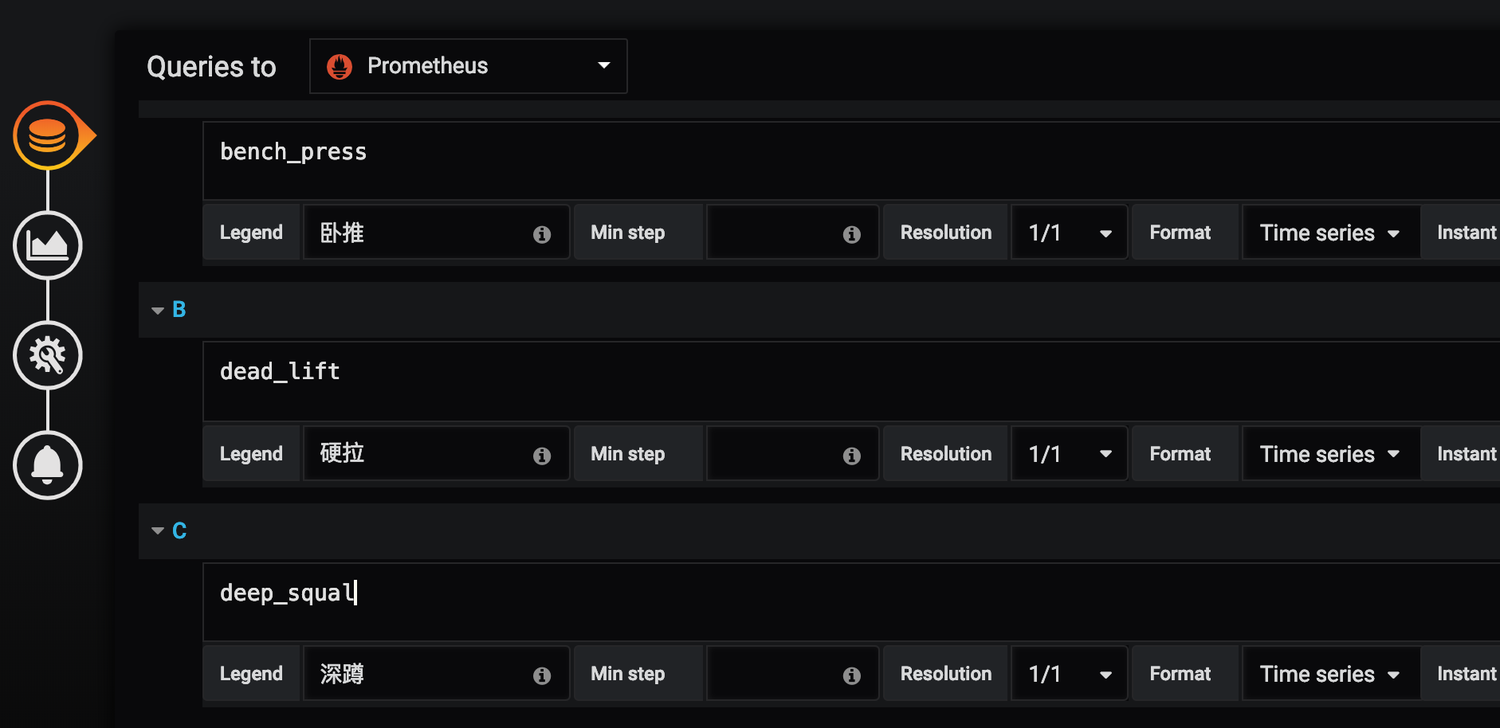 Queries to Prometheus
bench_press
Legend 卧推 Min step Resolution 1/1 Format Time series Instant
B
dead_lift
Legend 硬拉 Min step Resolution 1/1 Format Time series Instant
C
deep_squal
Legend 深蹲 Min step Resolution 1/1 Format Time series Instant